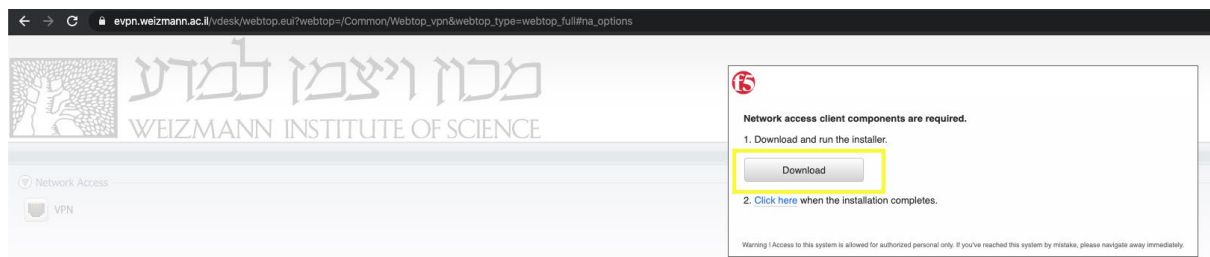 evpn.weizmann.ac.il/vdesk/webtop.eui?webtop=/Common/Webtop_vpn&webtop_type=webtop_full#na_options
מכון ויצמן למדע
WEIZMANN INSTITUTE OF SCIENCE
Network Access
VPN
f5
Network access client components are required.
1. Download and run the installer.
Download
2. Click here when the installation completes.
Warning ! Access to this system is allowed for authorized personal only. If you've reached this system by mistake, please navigate away immediately.